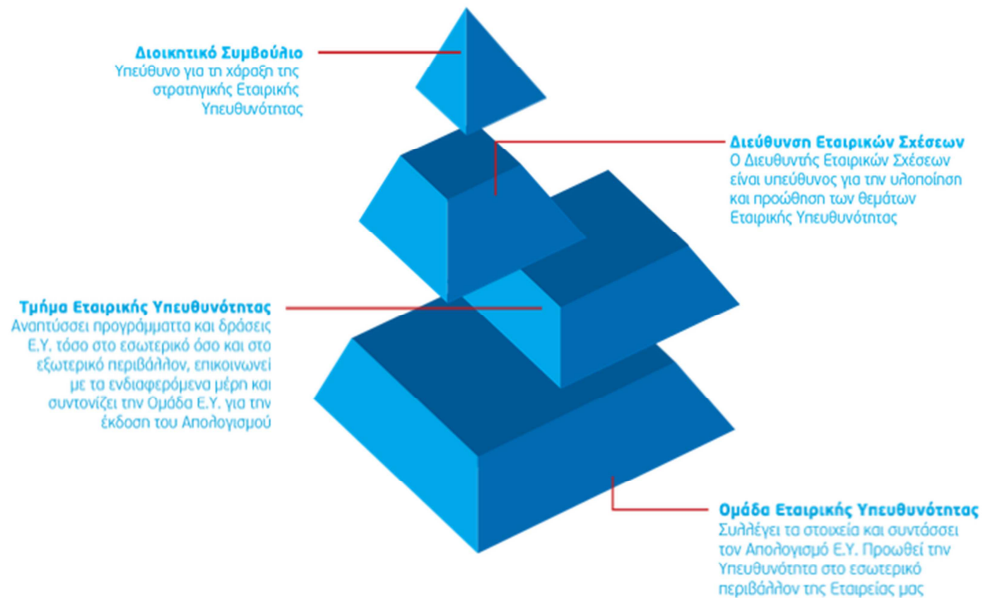 Διοικητικό Συμβούλιο
Υπεύθυνο για τη χάραξη της
στρατηγικής Εταιρικής
Υπευθυνότητας
Διεύθυνση Εταιρικών Σχέσεων
Ο Διευθυντής Εταιρικών Σχέσεων
είναι υπεύθυνος για την υλοποίηση
και προώθηση των θεμάτων
Εταιρικής Υπευθυνότητας
Τμήμα Εταιρικής Υπευθυνότητας
Αναπτύσσει προγράμματτα και δράσεις
Ε.Υ. τόσο στο εσωτερικό όσο και στο
εξωτερικό περιβάλλον, επικοινωνεί
με τα ενδιαφερόμενα μέρη και
συντονίζει την Ομάδα Ε.Υ. για την
έκδοση του Απολογισμού
Ομάδα Εταιρικής Υπευθυνότητας
Συλλέγει τα στοιχεία και συντάσσει
τον Απολογισμό Ε.Υ. Προωθεί την
Υπευθυνότητα στο εσωτερικό
περιβάλλον της Εταιρείας μας